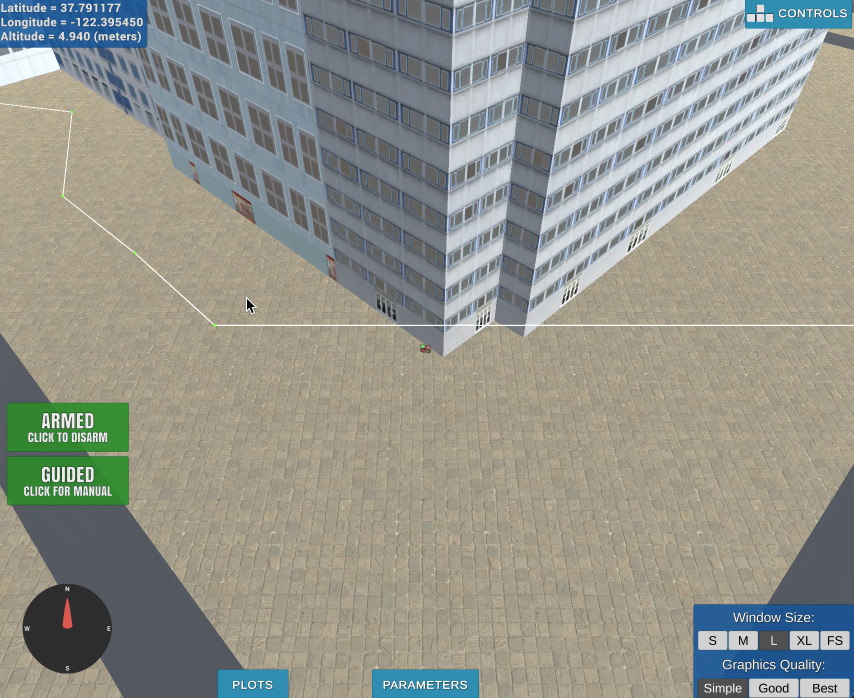 Latitude = 37.791177
Longitude = -122.395450
Altitude = 4.940 (meters)
CONTROLS
ARMED
CLICK TO DISARM
GUIDED
CLICK FOR MANUAL
N
W E
S
PLOTS
PARAMETERS
Window Size:
S M L XL FS
Graphics Quality:
Simple Good Best